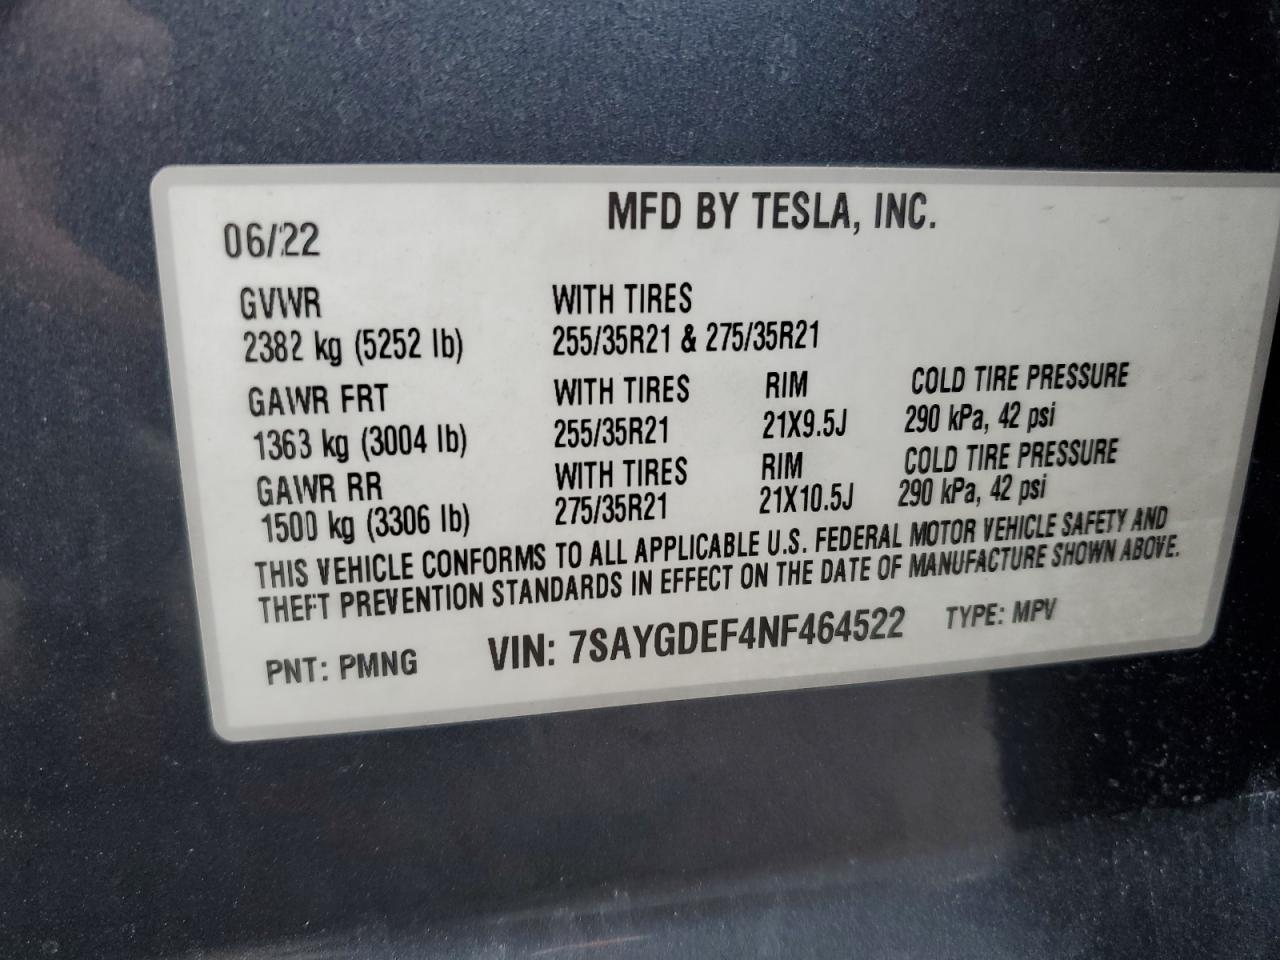 MFD BY TESLA, INC.
06/22
GVWR WITH TIRES
2382 kg (5252 lb) 255/35R21 & 275/35R21
GAWR FRT WITH TIRES RIM COLD TIRE PRESSURE
1363 kg (3004 lb) 255/35R21 21X9.5J 290 kPa, 42 psi
GAWR RR WITH TIRES RIM COLD TIRE PRESSURE
1500 kg (3306 lb) 275/35R21 21X10.5J 290 kPa, 42 psi
THIS VEHICLE CONFORMS TO ALL APPLICABLE U.S. FEDERAL MOTOR VEHICLE SAFETY AND
THEFT PREVENTION STANDARDS IN EFFECT ON THE DATE OF MANUFACTURE SHOWN ABOVE.
PNT: PMNG VIN: 7SAYGDEF4NF464522 TYPE: MPV